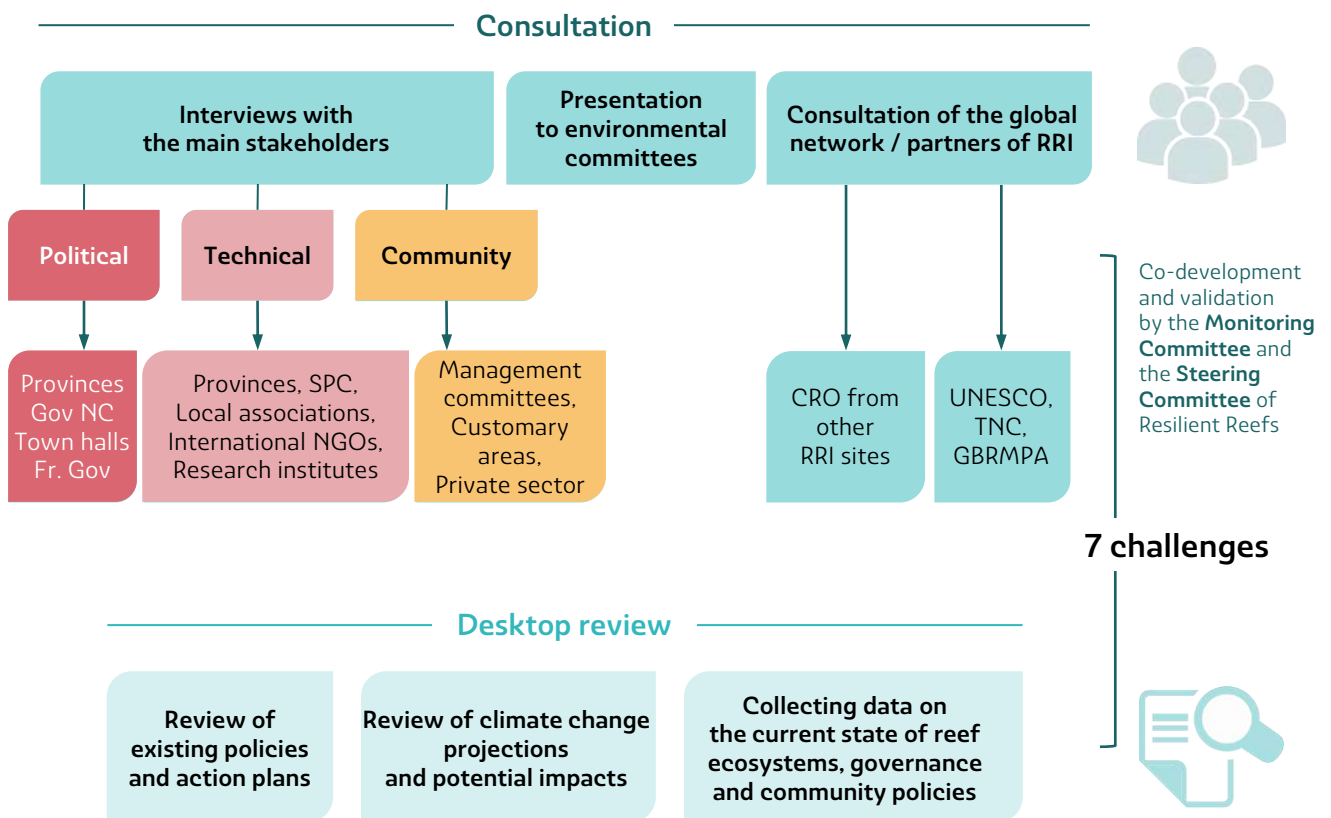 Consultation
Interviews with
the main stakeholders
Presentation
to environmental
committees
Consultation of the global
network / partners of RRI
Political
Technical
Community
Provinces
Gov NC
Town halls
Fr. Gov
Provinces, SPC,
Local associations,
International NGOs,
Research institutes
Management
committees,
Customary
areas,
Private sector
CRO from
other
RRI sites
UNESCO,
TNC,
GBRMPA
Co-development
and validation
by the Monitoring
Committee and
the Steering
Committee of
Resilient Reefs
7 challenges
Desktop review
Review of
existing policies
and action plans
Review of climate change
projections
and potential impacts
Collecting data on
the current state of reef
ecosystems, governance
and community policies